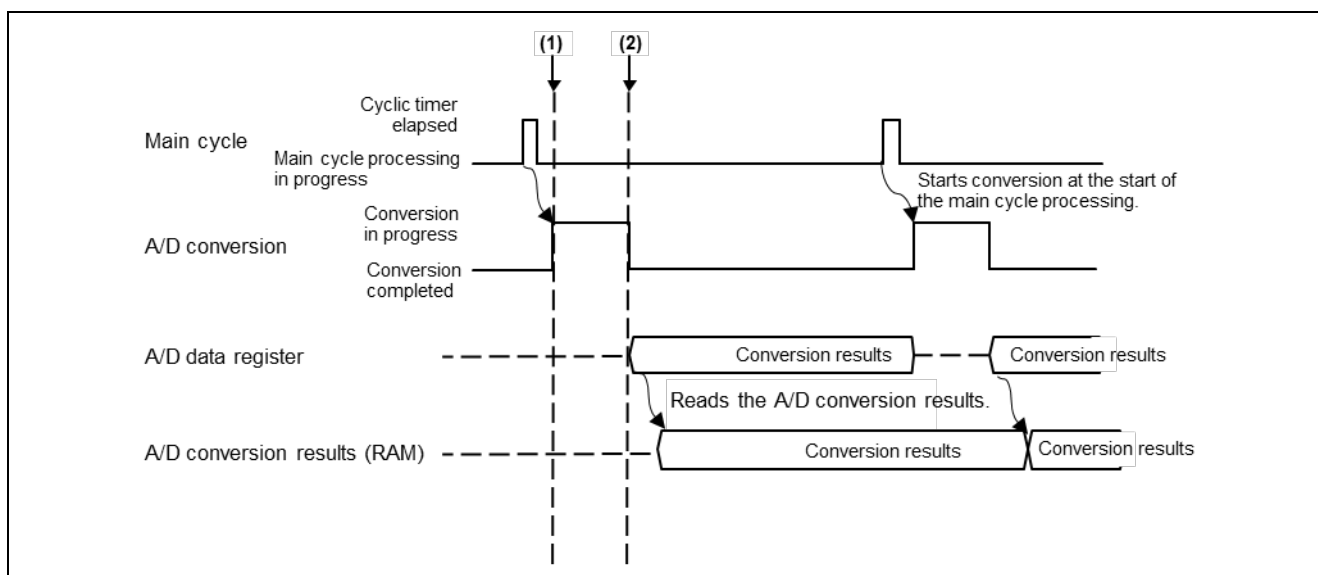 (1)
(2)
Cyclic timer
elapsed
Main cycle
Main cycle processing
in progress
Starts conversion at the start of
the main cycle processing.
Conversion
in progress
A/D conversion
Conversion
completed
A/D data register
Conversion results
Conversion results
Reads the A/D conversion results.
A/D conversion results (RAM)
Conversion results
Conversion results